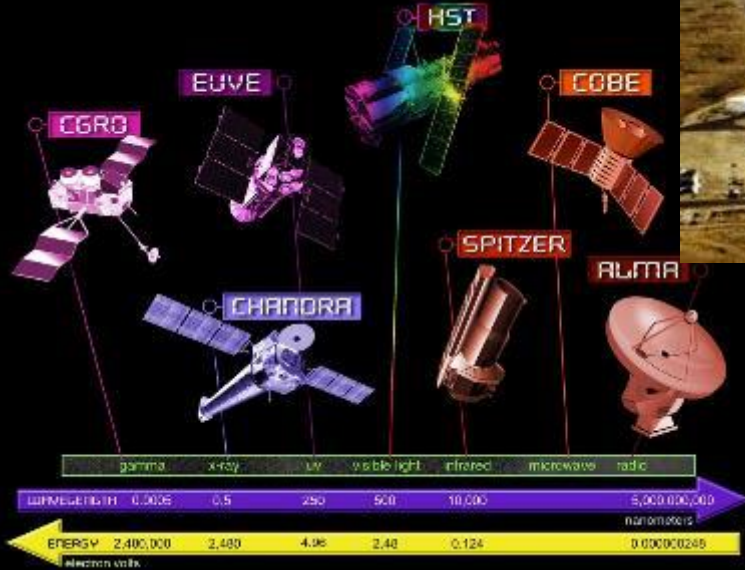 HST
EUVE
COBE
CGRO
SPITZER
ALMA
CHANDRA
gamma x-ray uv visible light infrared microwave radio
WAVELENGTH 0.0005 0.5 250 500 10,000 5,000,000,000
nanometers
ENERGY 2,400,000 2,480 4.96 2.48 0.124 0.000000248
electron volts